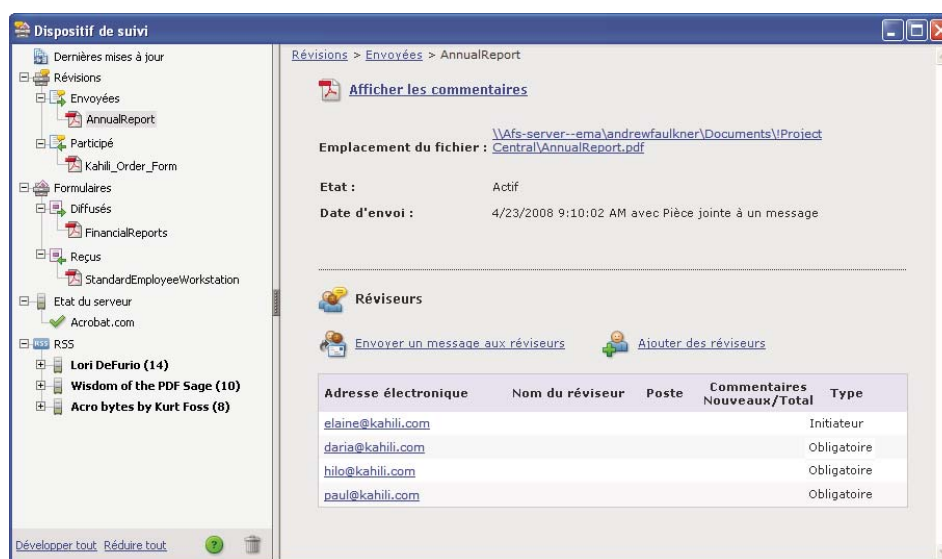 Dispositif de suivi
Dernières mises à jour
Révisions
Envoyées
AnnualReport
Participé
Kahili_Order_Form
Formulaires
Diffusés
FinancialReports
Reçus
StandardEmployeeWorkstation
Etat du serveur
Acrobat.com
RSS RSS
Lori DeFurio (14)
Wisdom of the PDF Sage (10)
Acro bytes by Kurt Foss (8)
Développer tout Réduire tout ?
Révisions > Envoyées > AnnualReport
Afficher les commentaires
Emplacement du fichier : \\Afs-server--ema\andrewfaulkner\Documents\!Project
Central\AnnualReport.pdf
Etat : Actif
Date d'envoi : 4/23/2008 9:10:02 AM avec Pièce jointe à un message
Réviseurs
Envoyer un message aux réviseurs Ajouter des réviseurs
Adresse électronique Nom du réviseur Poste Commentaires Nouveaux/Total Type
elaine@kahili.com Initiateur
daria@kahili.com Obligatoire
hilo@kahili.com Obligatoire
paul@kahili.com Obligatoire